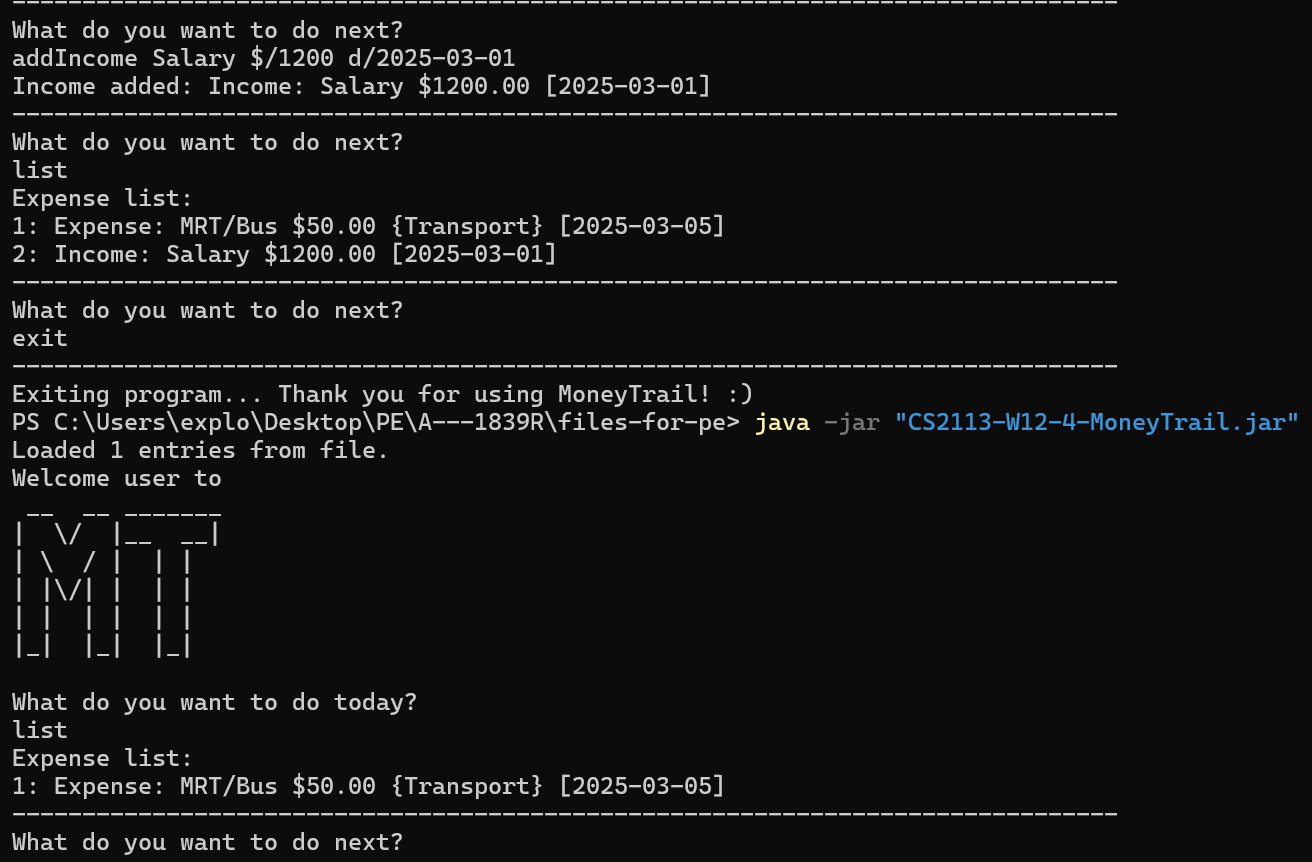 --------------------------------------------------------------------------------
What do you want to do next?
addIncome Salary $/1200 d/2025-03-01
Income added: Income: Salary $1200.00 [2025-03-01]
--------------------------------------------------------------------------------
What do you want to do next?
list
Expense list:
1: Expense: MRT/Bus $50.00 {Transport} [2025-03-05]
2: Income: Salary $1200.00 [2025-03-01]
--------------------------------------------------------------------------------
What do you want to do next?
exit
--------------------------------------------------------------------------------
Exiting program... Thank you for using MoneyTrail! :)
PS C:\Users\explo\Desktop\PE\A---1839R\files-for-pe> java -jar "CS2113-W12-4-MoneyTrail.jar"
Loaded 1 entries from file.
Welcome user to
 __  __ _______
|  \/  |__   __|
| \  / |  | |
| |\/| |  | |
| |  | |  | |
|_|  |_|  |_|

What do you want to do today?
list
Expense list:
1: Expense: MRT/Bus $50.00 {Transport} [2025-03-05]
--------------------------------------------------------------------------------
What do you want to do next?